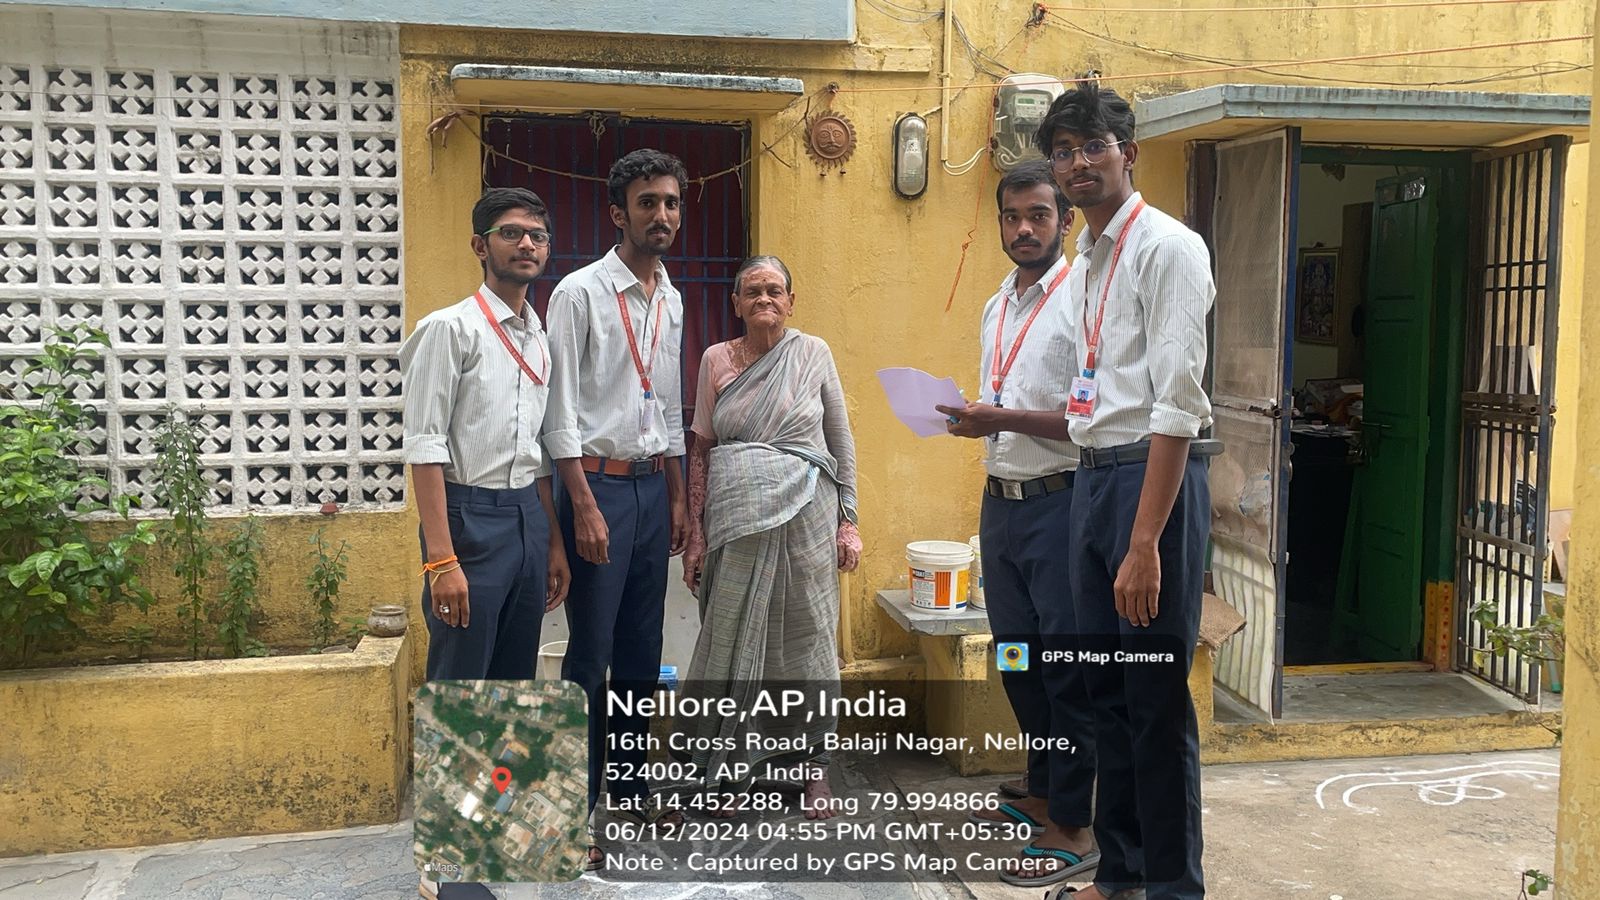 GPS Map Camera
Nellore,AP,India
16th Cross Road, Balaji Nagar, Nellore,
524002, AP, India
Lat 14.452288, Long 79.994866
06/12/2024 04:55 PM GMT+05:30
Note : Captured by GPS Map Camera
Maps